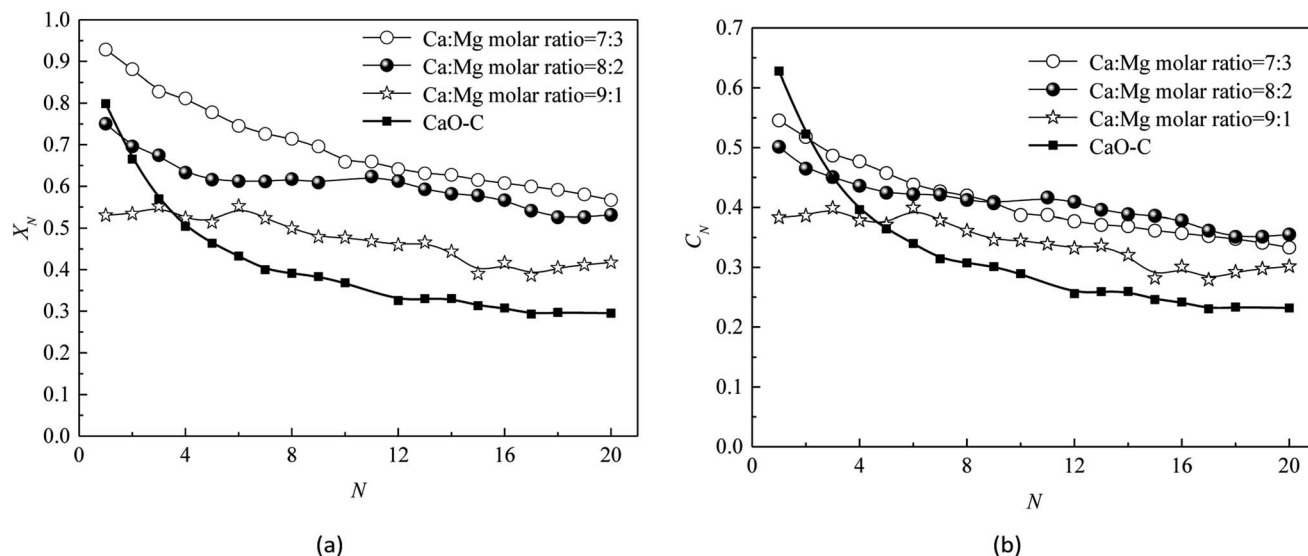 (a)
1.0
0.9
0.8
0.7
0.6
0.5
0.4
0.3
0.2
0.1
0.0
X_N
0 4 8 12 16 20
N
Ca:Mg molar ratio=7:3
Ca:Mg molar ratio=8:2
Ca:Mg molar ratio=9:1
CaO-C
(b)
0.7
0.6
0.5
0.4
0.3
0.2
0.1
0.0
C_N
0 4 8 12 16 20
N
Ca:Mg molar ratio=7:3
Ca:Mg molar ratio=8:2
Ca:Mg molar ratio=9:1
CaO-C